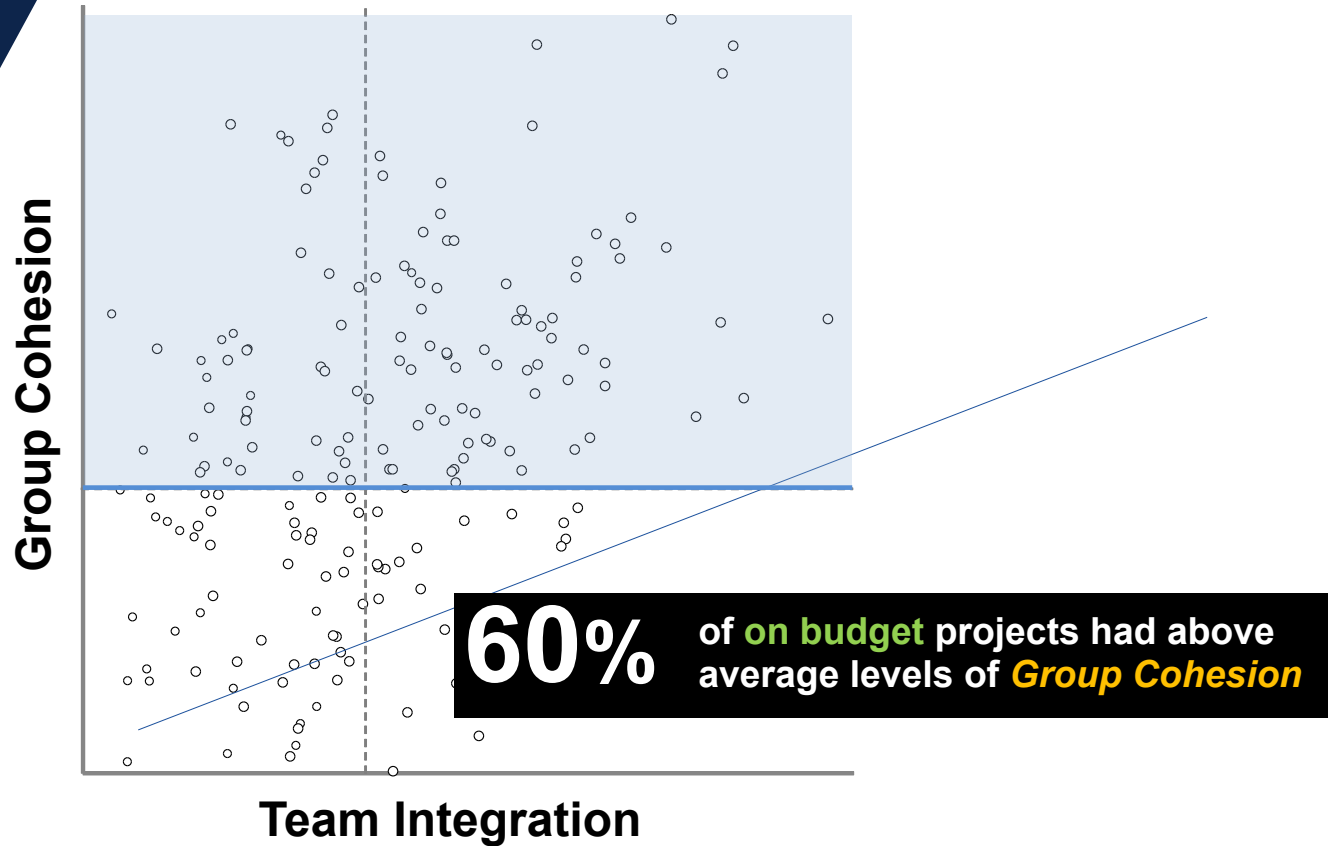 Group Cohesion
60%
of on budget projects had above
average levels of Group Cohesion
Team Integration